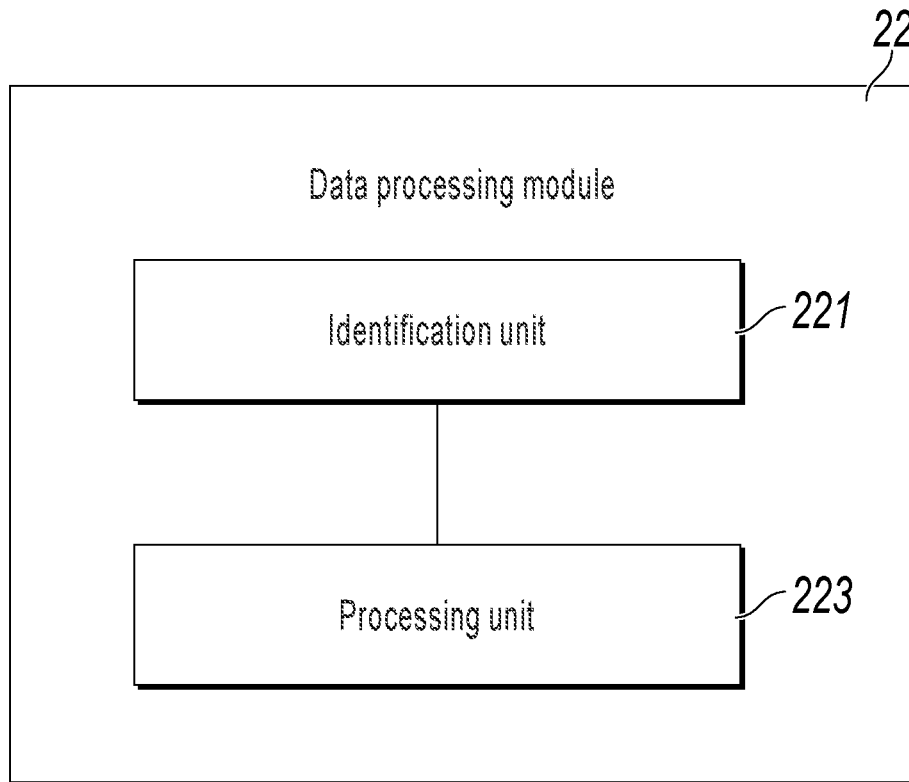 22
Data processing module
Identification unit
221
Processing unit
223